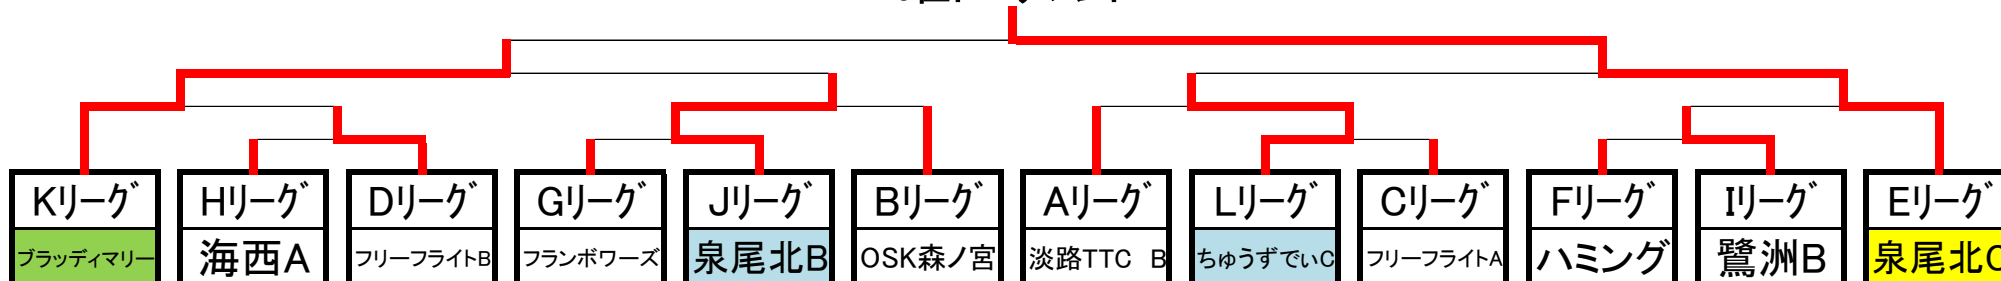 Kリーグ Hリーグ Dリーグ Gリーグ Jリーグ Bリーグ Aリーグ Lリーグ Cリーグ Fリーグ Iリーグ Eリーグ
ブラッディマリー 海西A フリーフライトB フランボワーズ 泉尾北B OSK森ノ宮 淡路TTC B ちゅうずでぃC フリーフライトA ハミング 鷺洲B 泉尾北C